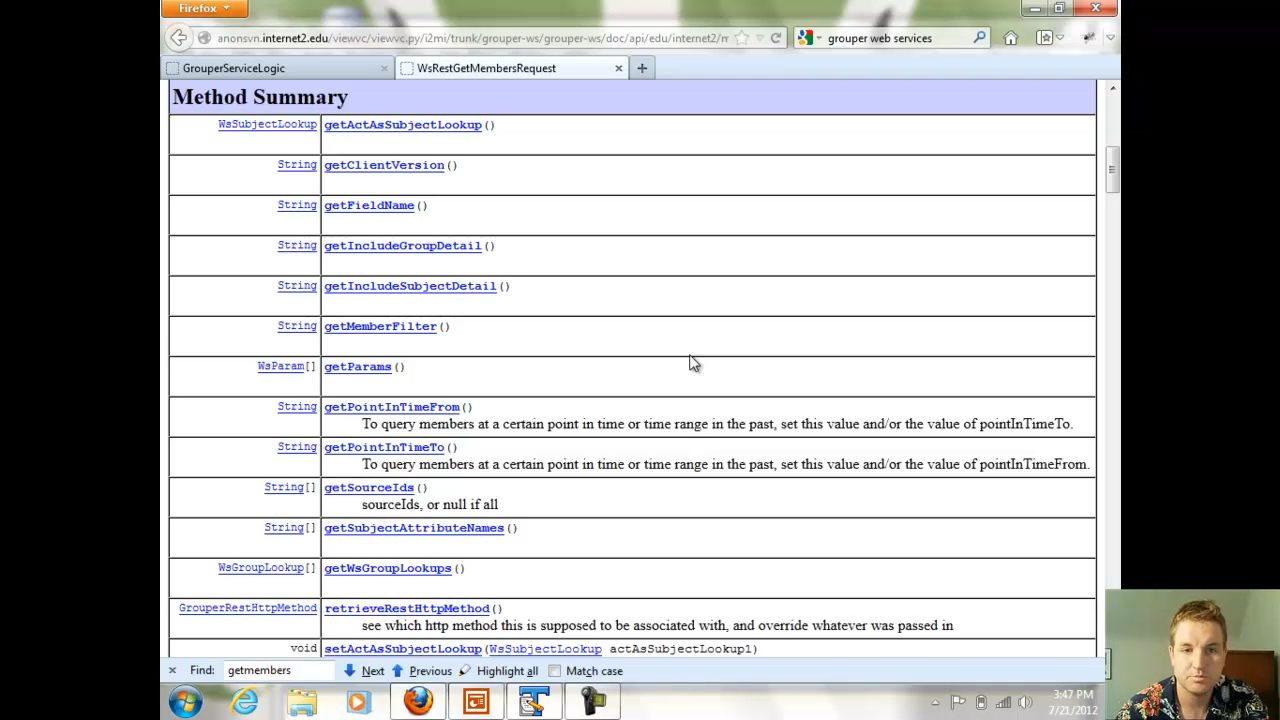 Firefox
anonsvn.internet2.edu/viewvc/viewvc.py/i2mi/trunk/grouper-ws/grouper-ws/doc/api/edu/internet2/m
grouper web services
GrouperServiceLogic
WsRestGetMembersRequest
Method Summary
WsSubjectLookup getActAsSubjectLookup()
String getClientVersion()
String getFieldName()
String getIncludeGroupDetail()
String getIncludeSubjectDetail()
String getMemberFilter()
WsParam[] getParams()
String getPointInTimeFrom()
To query members at a certain point in time or time range in the past, set this value and/or the value of pointInTimeTo.
String getPointInTimeTo()
To query members at a certain point in time or time range in the past, set this value and/or the value of pointInTimeFrom.
String[] getSourceIds()
sourceIds, or null if all
String[] getSubjectAttributeNames()
WsGroupLookup[] getWsGroupLookups()
GrouperRestHttpMethod retrieveRestHttpMethod()
see which http method this is supposed to be associated with, and override whatever was passed in
void setActAsSubjectLookup(WsSubjectLookup actAsSubjectLookup1)
Find: getmembers Next Previous Highlight all Match case
3:47 PM
7/21/2012